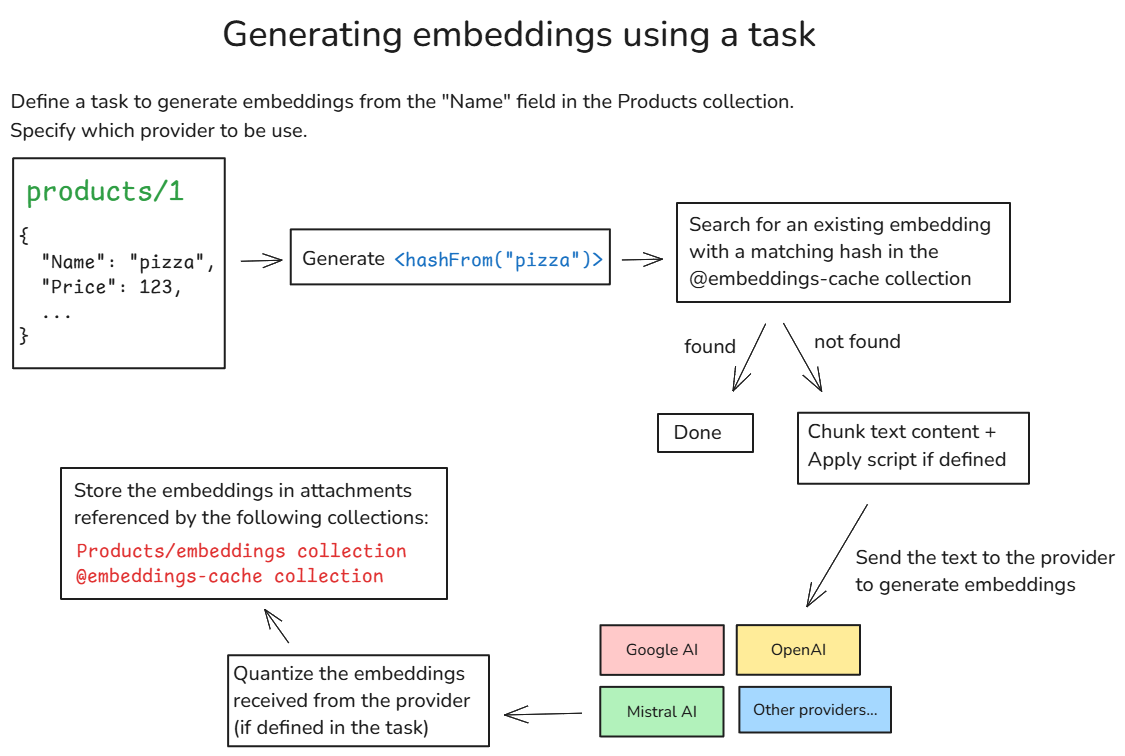 Generating embeddings using a task
Define a task to generate embeddings from the "Name" field in the Products collection.
Specify which provider to be use.
products/1
{
"Name": "pizza",
"Price": 123,
...
}
Generate <hashFrom("pizza")>
Search for an existing embedding
with a matching hash in the
@embeddings-cache collection
found
not found
Done
Chunk text content +
Apply script if defined
Send the text to the provider
to generate embeddings
Google AI
OpenAI
Mistral AI
Other providers...
Quantize the embeddings
received from the provider
(if defined in the task)
Store the embeddings in attachments
referenced by the following collections:
Products/embeddings collection
@embeddings-cache collection